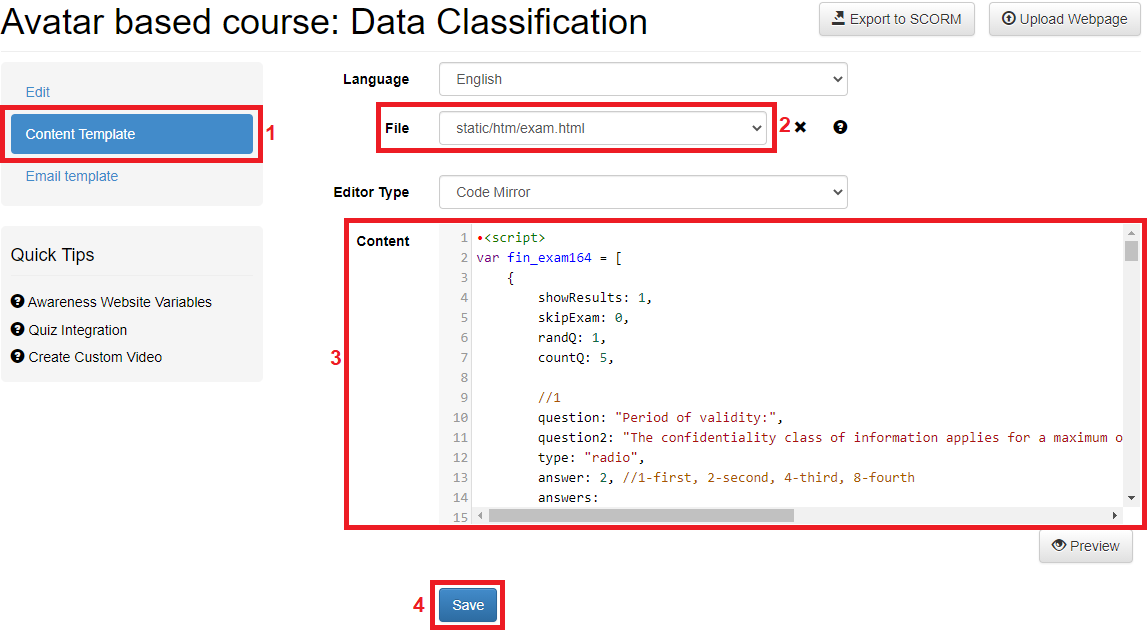 Avatar based course: Data Classification
Export to SCORM
Upload Webpage
Edit
Content Template
1
Email template
Quick Tips
Awareness Website Variables
Quiz Integration
Create Custom Video
Language English
File static/htm/exam.html
2
Editor Type Code Mirror
3
Content
1 <script>
2 var fin_exam164 = [
3 {
4 showResults: 1,
5 skipExam: 0,
6 randQ: 1,
7 countQ: 5,
8
9 //1
10 question: "Period of validity:",
11 question2: "The confidentiality class of information applies for a maximum o
12 type: "radio",
13 answer: 2, //1-first, 2-second, 4-third, 8-fourth
14 answers:
15
Preview
4
Save